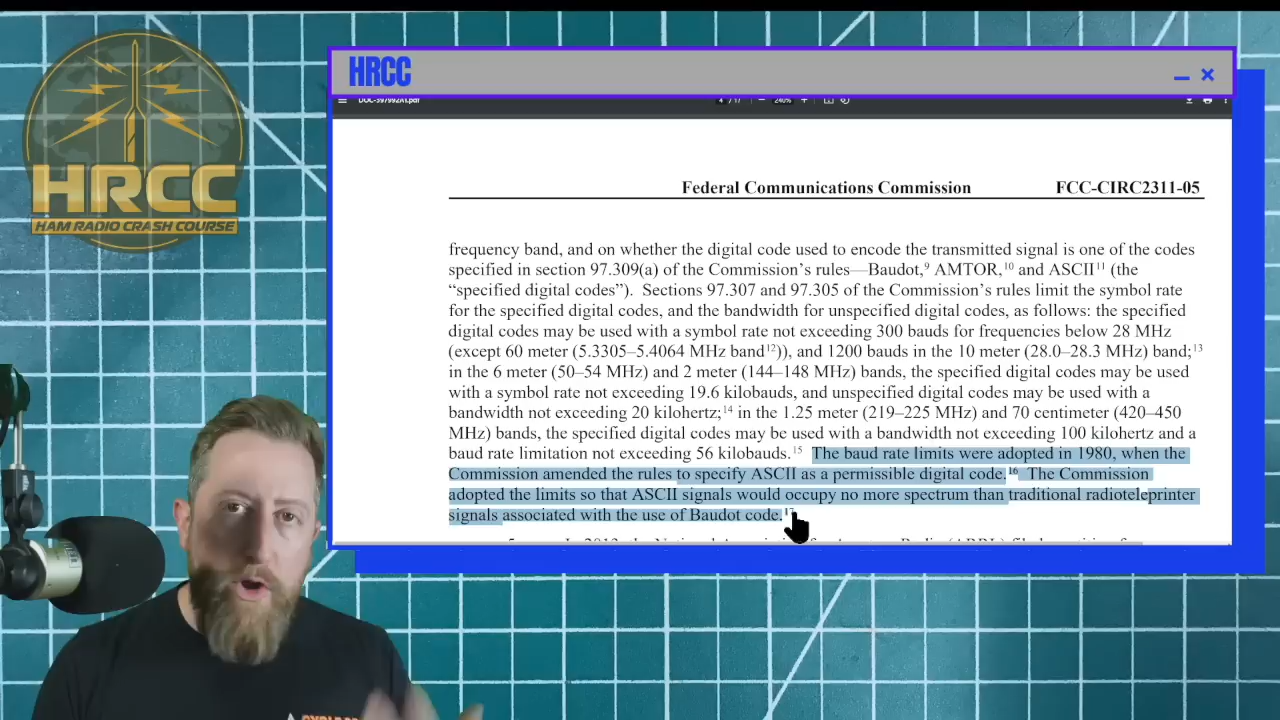 HRCC
HRCC
HAM RADIO CRASH COURSE
DOC-397992A1.pdf
4 / 17
240%
Federal Communications Commission FCC-CIRC2311-05
frequency band, and on whether the digital code used to encode the transmitted signal is one of the codes
specified in section 97.309(a) of the Commission’s rules—Baudot,9 AMTOR,10 and ASCII11 (the
“specified digital codes”). Sections 97.307 and 97.305 of the Commission’s rules limit the symbol rate
for the specified digital codes, and the bandwidth for unspecified digital codes, as follows: the specified
digital codes may be used with a symbol rate not exceeding 300 bauds for frequencies below 28 MHz
(except 60 meter (5.3305–5.4064 MHz band12)), and 1200 bauds in the 10 meter (28.0–28.3 MHz) band;13
in the 6 meter (50–54 MHz) and 2 meter (144–148 MHz) bands, the specified digital codes may be used
with a symbol rate not exceeding 19.6 kilobauds, and unspecified digital codes may be used with a
bandwidth not exceeding 20 kilohertz;14 in the 1.25 meter (219–225 MHz) and 70 centimeter (420–450
MHz) bands, the specified digital codes may be used with a bandwidth not exceeding 100 kilohertz and a
baud rate limitation not exceeding 56 kilobauds.15 The baud rate limits were adopted in 1980, when the
Commission amended the rules to specify ASCII as a permissible digital code.16 The Commission
adopted the limits so that ASCII signals would occupy no more spectrum than traditional radioteleprinter
signals associated with the use of Baudot code.17